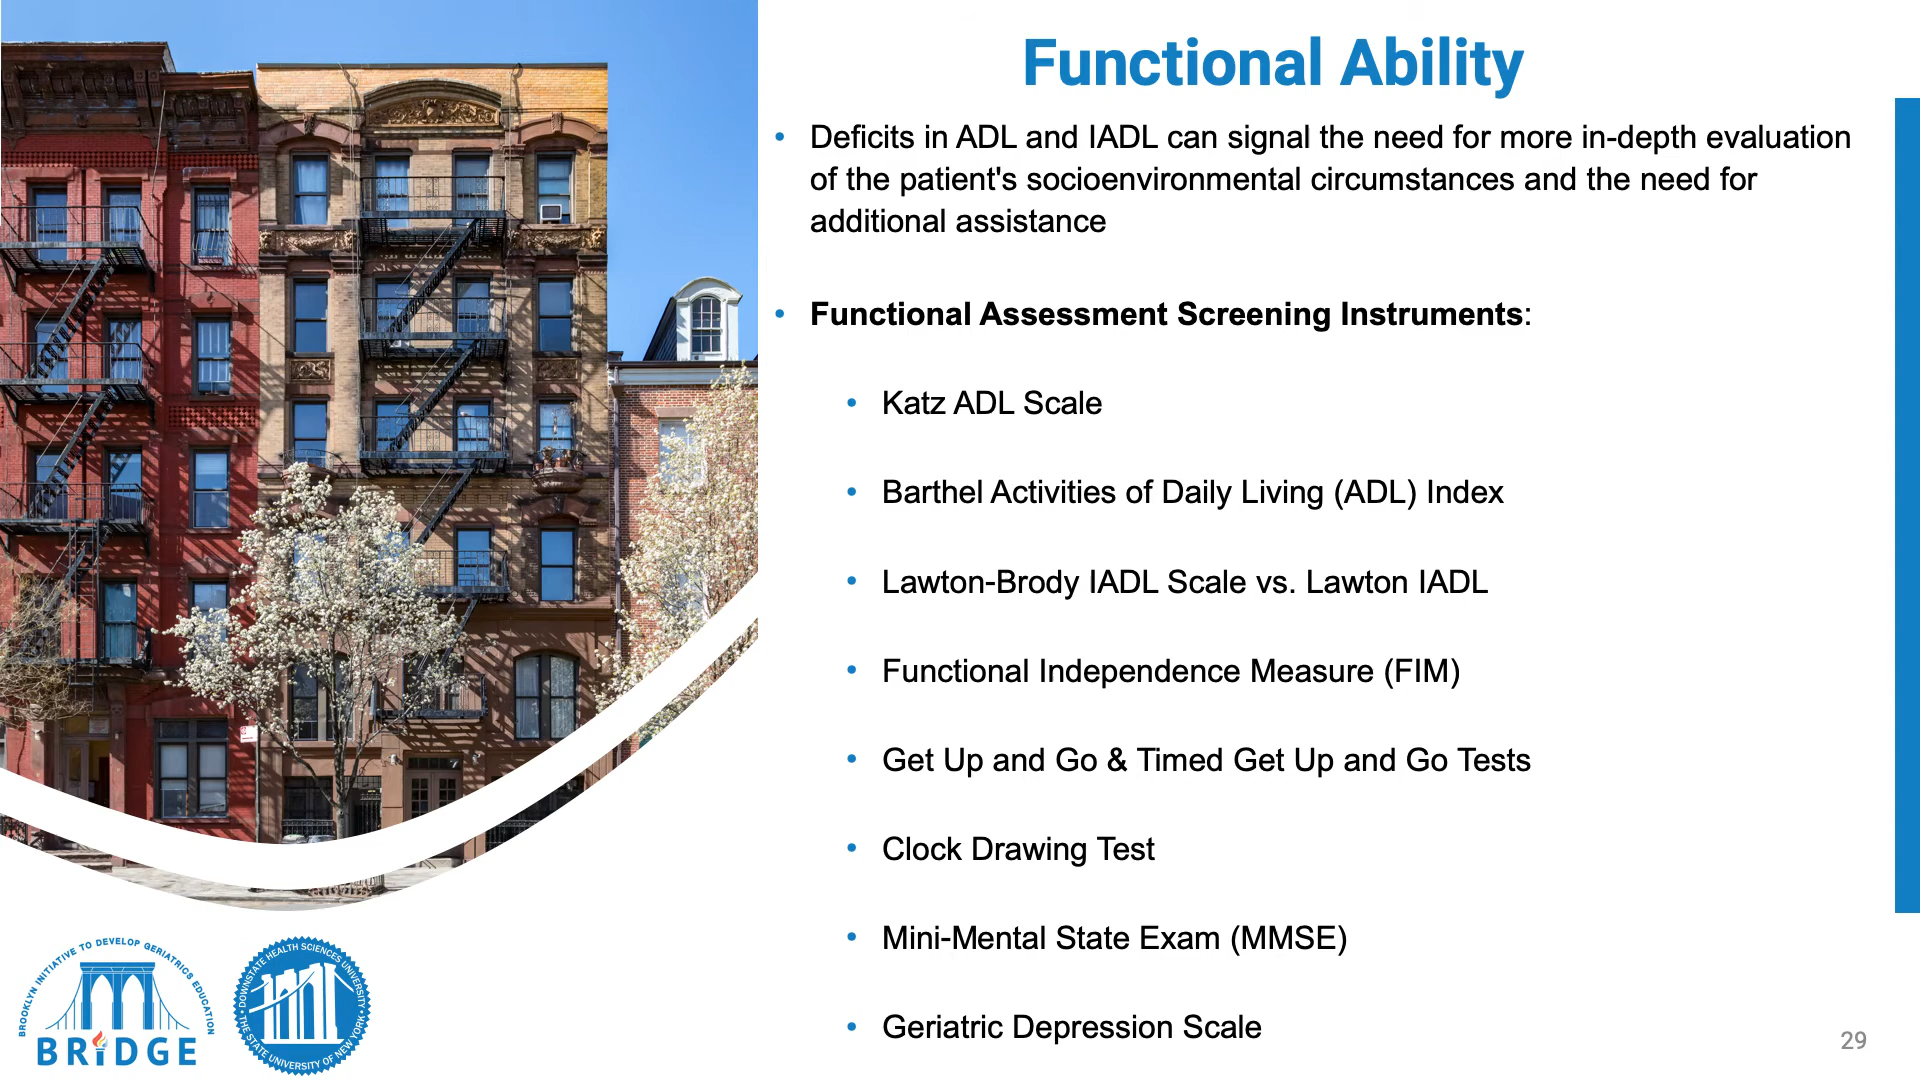 Functional Ability
• Deficits in ADL and IADL can signal the need for more in-depth evaluation
of the patient's socioenvironmental circumstances and the need for
additional assistance
• Functional Assessment Screening Instruments:
• Katz ADL Scale
• Barthel Activities of Daily Living (ADL) Index
• Lawton-Brody IADL Scale vs. Lawton IADL
• Functional Independence Measure (FIM)
• Get Up and Go & Timed Get Up and Go Tests
• Clock Drawing Test
• Mini-Mental State Exam (MMSE)
• Geriatric Depression Scale
BROOKLYN INITIATIVE TO DEVELOP GERIATRICS EDUCATION
BRiDGE
• DOWNSTATE HEALTH SCIENCES UNIVERSITY •
THE STATE UNIVERSITY OF NEW YORK
29